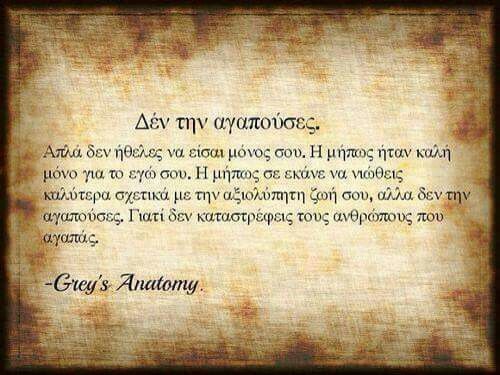 Δέν την αγαπούσες.
Απλά δεν ήθελες να είσαι μόνος σου. Η μήπως ήταν καλή
μόνο για το εγώ σου. Η μήπως σε εκάνε να νιώθεις
καλύτερα σχετικά με την αξιολύπητη ζωή σου, αλλα δεν την
αγαπούσες. Γιατί δεν καταστρέφεις τους ανθρώπους που
αγαπάς.
-Grey's Anatomy.